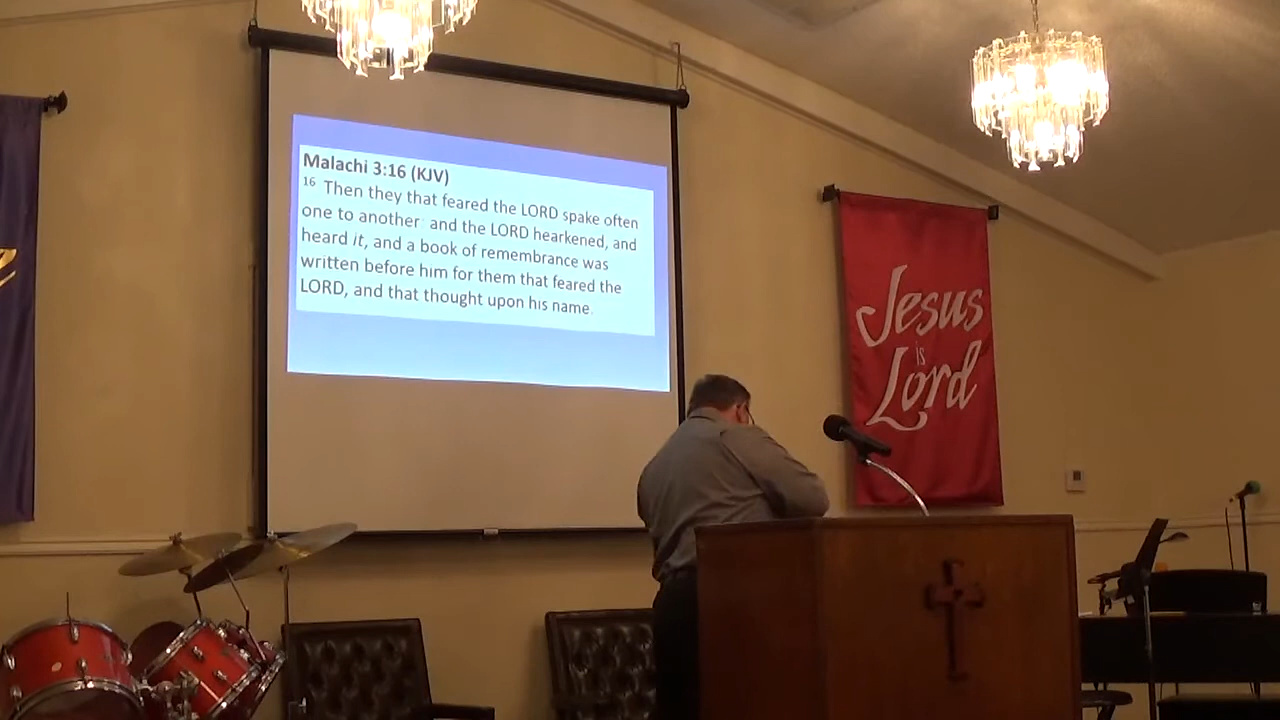 Malachi 3:16 (KJV)
16 Then they that feared the LORD spake often
one to another and the LORD hearkened, and
heard it, and a book of remembrance was
written before him for them that feared the
LORD, and that thought upon his name.
Jesus
is
Lord